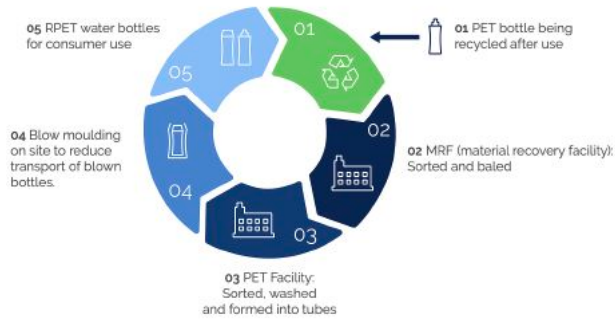 01 PET bottle being
recycled after use
02 MRF (material recovery facility):
Sorted and baled
03 PET Facility:
Sorted, washed
and formed into tubes
04 Blow moulding
on site to reduce
transport of blown
bottles.
05 RPET water bottles
for consumer use
01
02
03
04
05